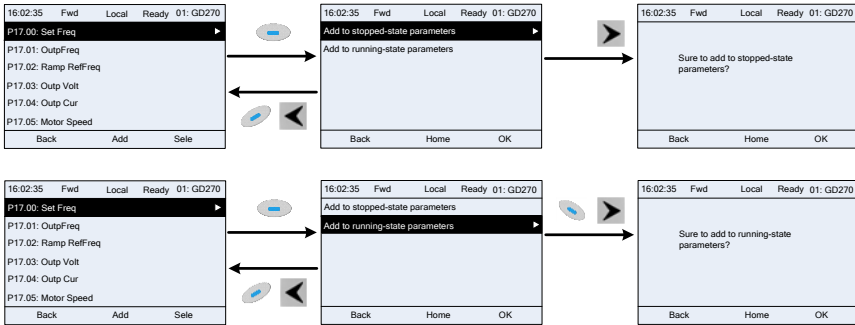 16:02:35 Fwd Local Ready 01: GD270
P17.00: Set Freq
P17.01: OutpFreq
P17.02: Ramp RefFreq
P17.03: Outp Volt
P17.04: Outp Cur
P17.05: Motor Speed
Back Add Sele
16:02:35 Fwd Local Ready 01: GD270
Add to stopped-state parameters
Add to running-state parameters
Back Home OK
16:02:35 Fwd Local Ready 01: GD270
Sure to add to stopped-state
parameters?
Back Home OK
16:02:35 Fwd Local Ready 01: GD270
P17.00: Set Freq
P17.01: OutpFreq
P17.02: Ramp RefFreq
P17.03: Outp Volt
P17.04: Outp Cur
P17.05: Motor Speed
Back Add Sele
16:02:35 Fwd Local Ready 01: GD270
Add to stopped-state parameters
Add to running-state parameters
Back Home OK
16:02:35 Fwd Local Ready 01: GD270
Sure to add to running-state
parameters?
Back Home OK